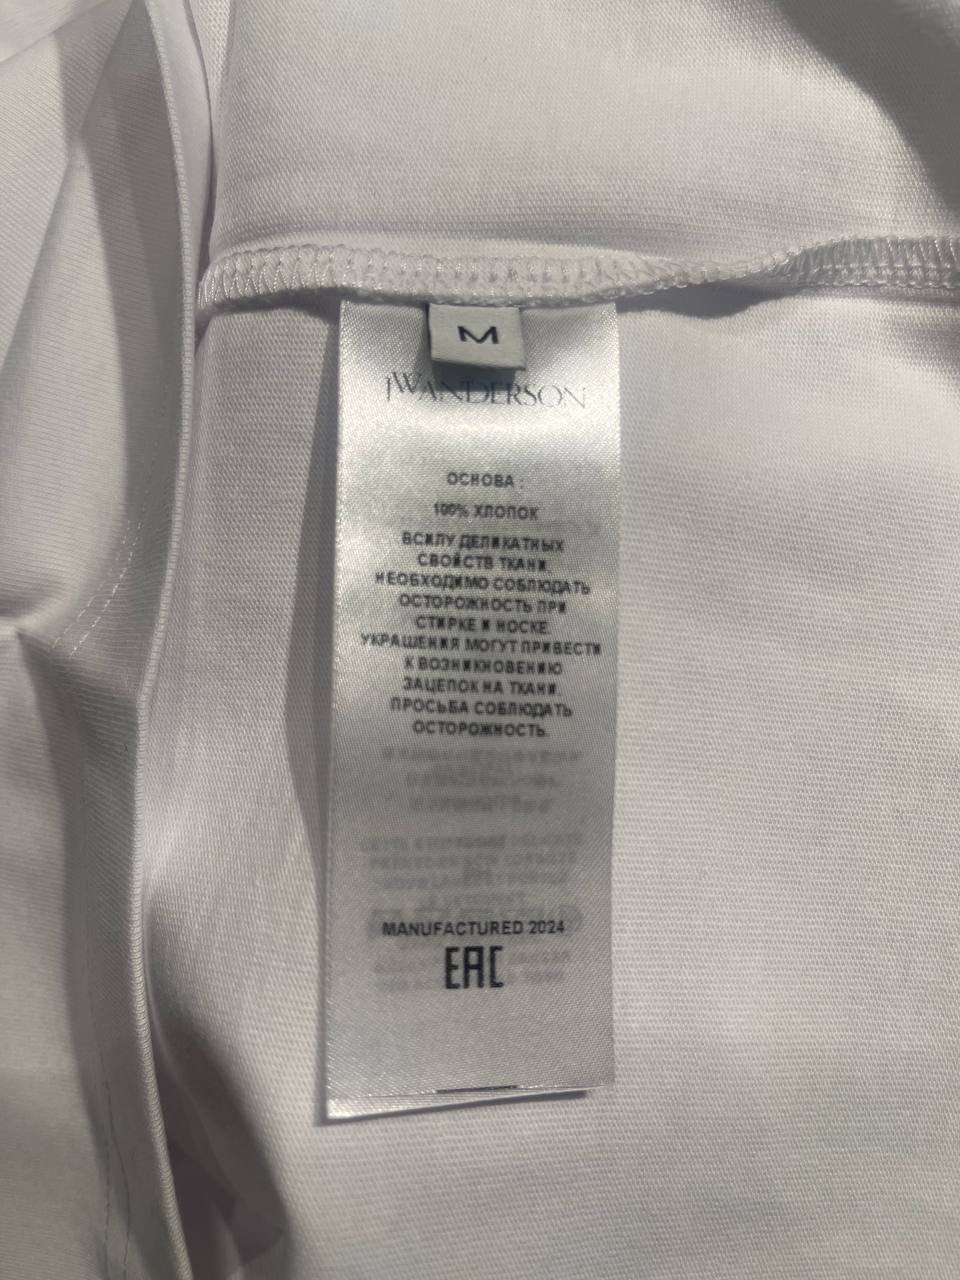 M
JWANDERSON
ОСНОВА :
100% ХЛОПОК
ВСИЛУ ДЕЛИКАТНЫХ
СВОЙСТВ ТКАНИ,
НЕОБХОДИМО СОБЛЮДАТЬ
ОСТОРОЖНОСТЬ ПРИ
СТИРКЕ И НОСКЕ.
УКРАШЕНИЯ МОГУТ ПРИВЕСТИ
К ВОЗНИКНОВЕНИЮ
ЗАЦЕПОК НА ТКАНИ.
ПРОСЬБА СОБЛЮДАТЬ
ОСТОРОЖНОСТЬ.
MANUFACTURED 2024
EAC